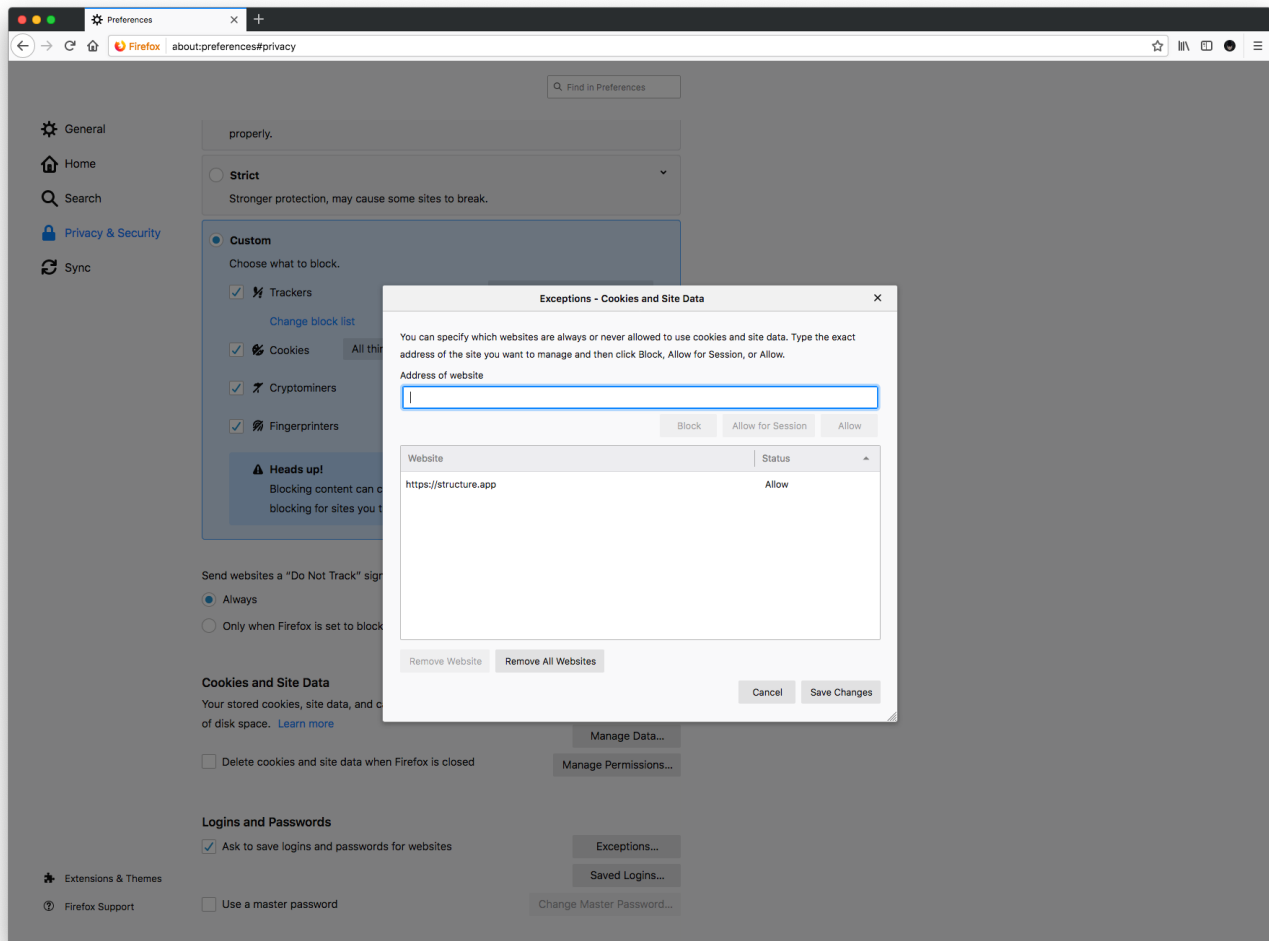 Preferences
Firefox about:preferences#privacy
Find in Preferences
General
Home
Search
Privacy & Security
Sync
Extensions & Themes
Firefox Support
properly.
Strict
Stronger protection, may cause some sites to break.
Custom
Choose what to block.
Trackers
Change block list
Cookies
All thir
Cryptominers
Fingerprinters
Heads up!
Blocking content can c
blocking for sites you t
Send websites a “Do Not Track” sign
Always
Only when Firefox is set to block
Cookies and Site Data
Your stored cookies, site data, and ca
of disk space. Learn more
Manage Data...
Delete cookies and site data when Firefox is closed
Manage Permissions...
Logins and Passwords
Ask to save logins and passwords for websites
Exceptions...
Saved Logins...
Use a master password
Change Master Password...
Exceptions - Cookies and Site Data
You can specify which websites are always or never allowed to use cookies and site data. Type the exact
address of the site you want to manage and then click Block, Allow for Session, or Allow.
Address of website
Block Allow for Session Allow
Website Status
https://structure.app Allow
Remove Website Remove All Websites
Cancel Save Changes